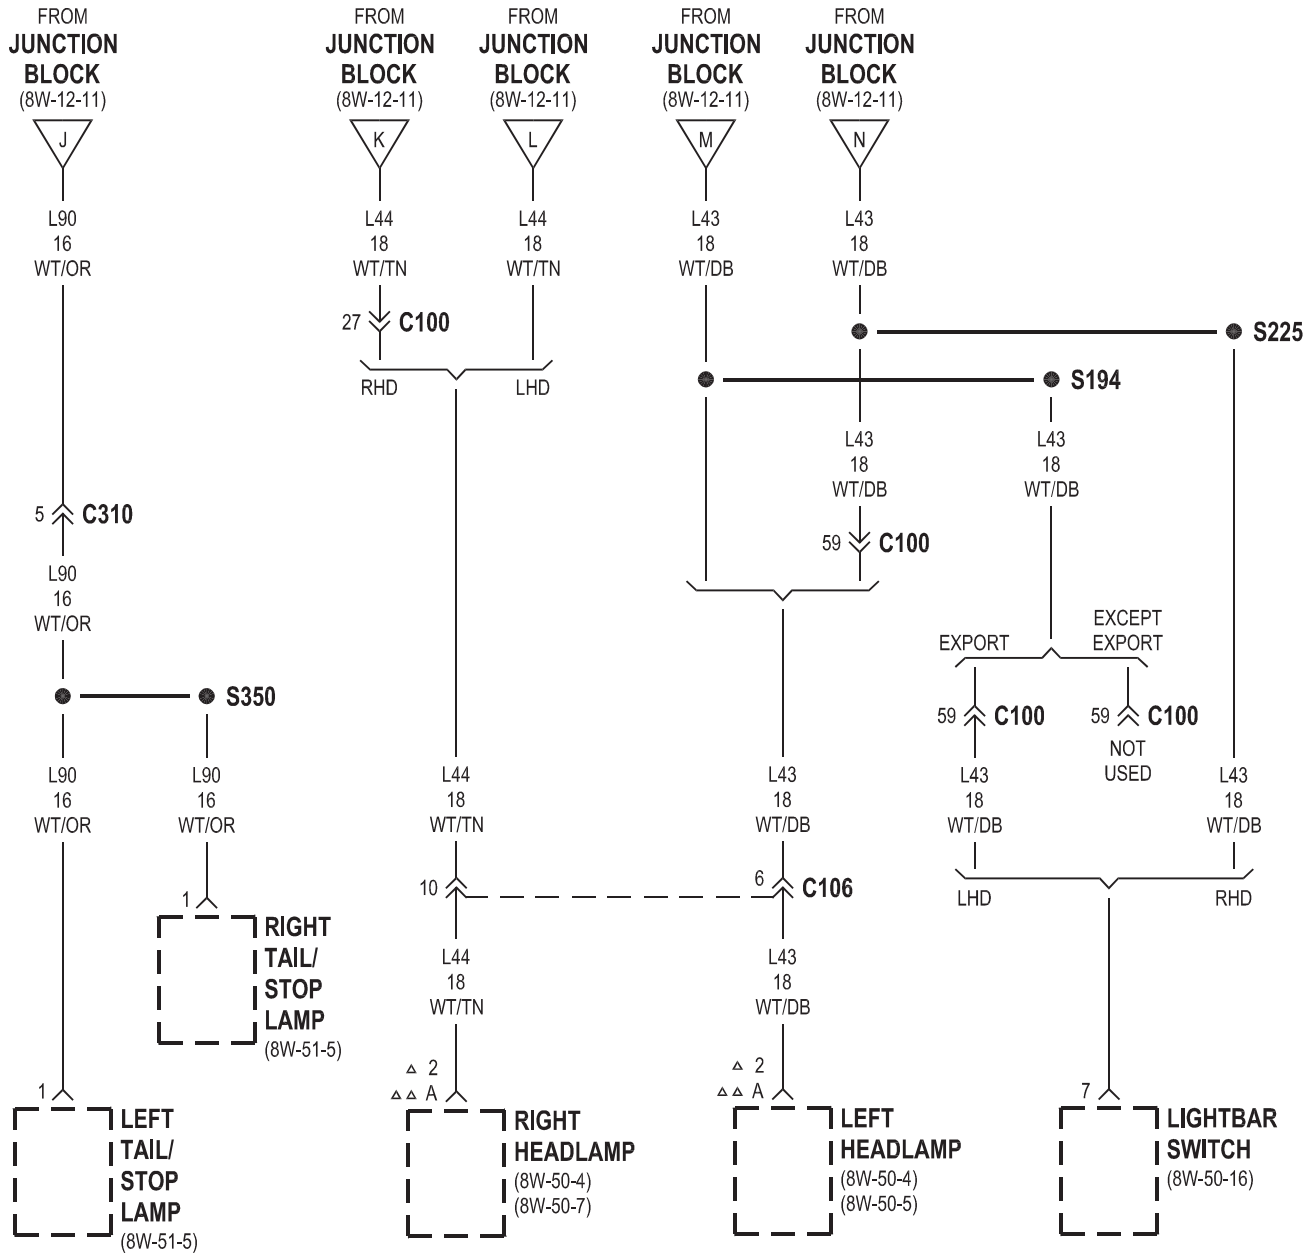 FROM
JUNCTION
BLOCK
(8W-12-11)
J
L90
16
WT/OR
5
C310
L90
16
WT/OR
S350
L90
16
WT/OR
L90
16
WT/OR
1
RIGHT
TAIL/
STOP
LAMP
(8W-51-5)
1
LEFT
TAIL/
STOP
LAMP
(8W-51-5)
FROM
JUNCTION
BLOCK
(8W-12-11)
K
L44
18
WT/TN
27
C100
RHD
FROM
JUNCTION
BLOCK
(8W-12-11)
L
L44
18
WT/TN
LHD
L44
18
WT/TN
10
L44
18
WT/TN
△ 2
△△ A
RIGHT
HEADLAMP
(8W-50-4)
(8W-50-7)
FROM
JUNCTION
BLOCK
(8W-12-11)
M
L43
18
WT/DB
FROM
JUNCTION
BLOCK
(8W-12-11)
N
L43
18
WT/DB
S225
S194
L43
18
WT/DB
59
C100
L43
18
WT/DB
6
C106
L43
18
WT/DB
△ 2
△△ A
LEFT
HEADLAMP
(8W-50-4)
(8W-50-5)
L43
18
WT/DB
EXPORT
EXCEPT
EXPORT
59
C100
59
C100
NOT
USED
L43
18
WT/DB
L43
18
WT/DB
LHD
RHD
7
LIGHTBAR
SWITCH
(8W-50-16)